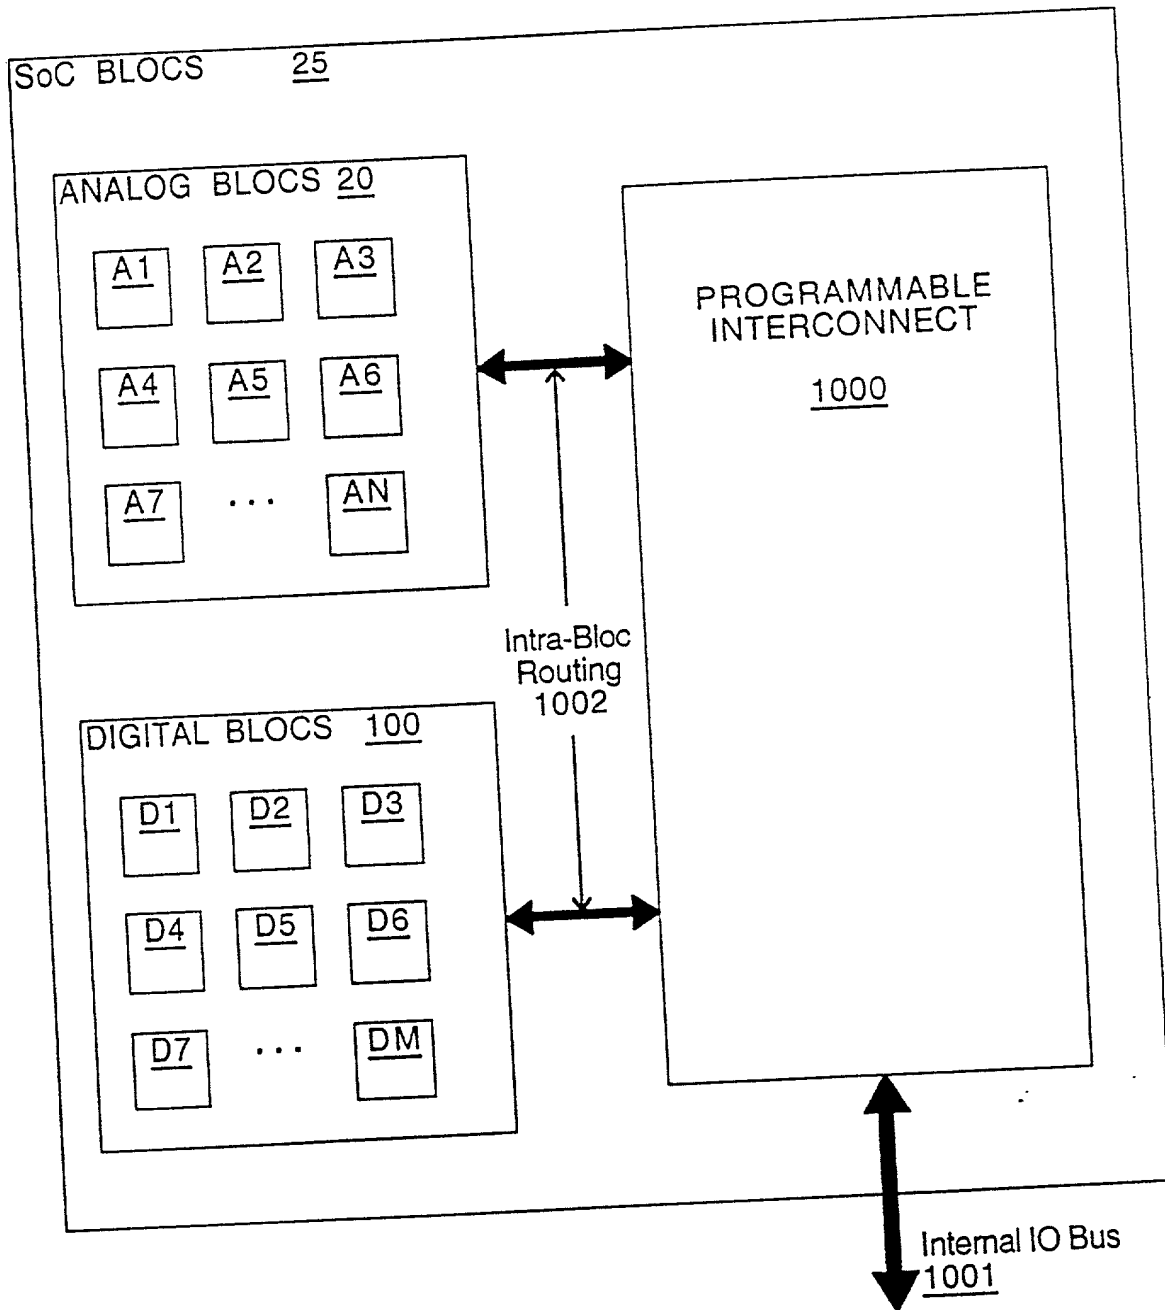 SoC BLOCS 25
ANALOG BLOCS 20
A1 A2 A3
A4 A5 A6
A7 ... AN
PROGRAMMABLE
INTERCONNECT
1000
Intra-Bloc
Routing
1002
DIGITAL BLOCS 100
D1 D2 D3
D4 D5 D6
D7 ... DM
Internal IO Bus
1001